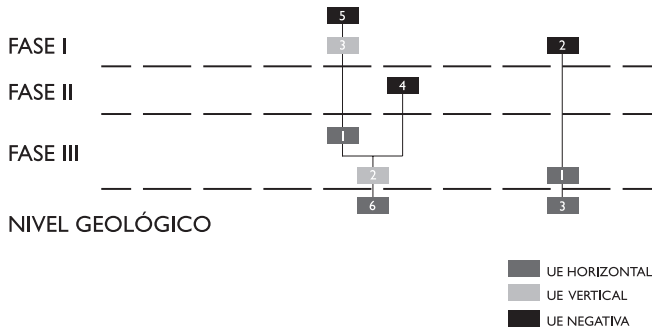 5
FASE I 3 2
FASE II 4
1
FASE III
2 1
6 3
NIVEL GEOLÓGICO
UE HORIZONTAL
UE VERTICAL
UE NEGATIVA